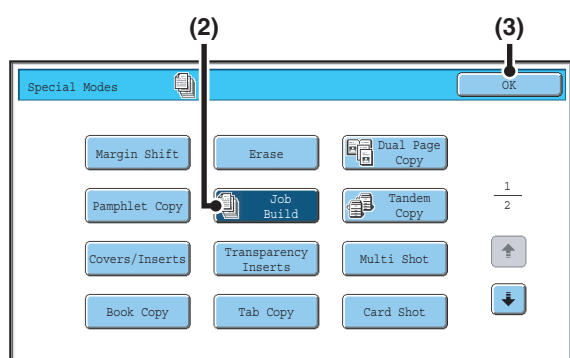 (2) (3)
Special Modes OK
Margin Shift Erase Dual Page
Copy
Pamphlet Copy Job
Build Tandem
Copy 1
2
Covers/Inserts Transparency
Inserts Multi Shot
Book Copy Tab Copy Card Shot